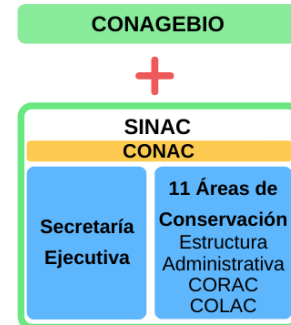 CONAGEBIO
+
SINAC
CONAC
Secretaría
Ejecutiva
11 Áreas de
Conservación
Estructura
Administrativa
CORAC
COLAC